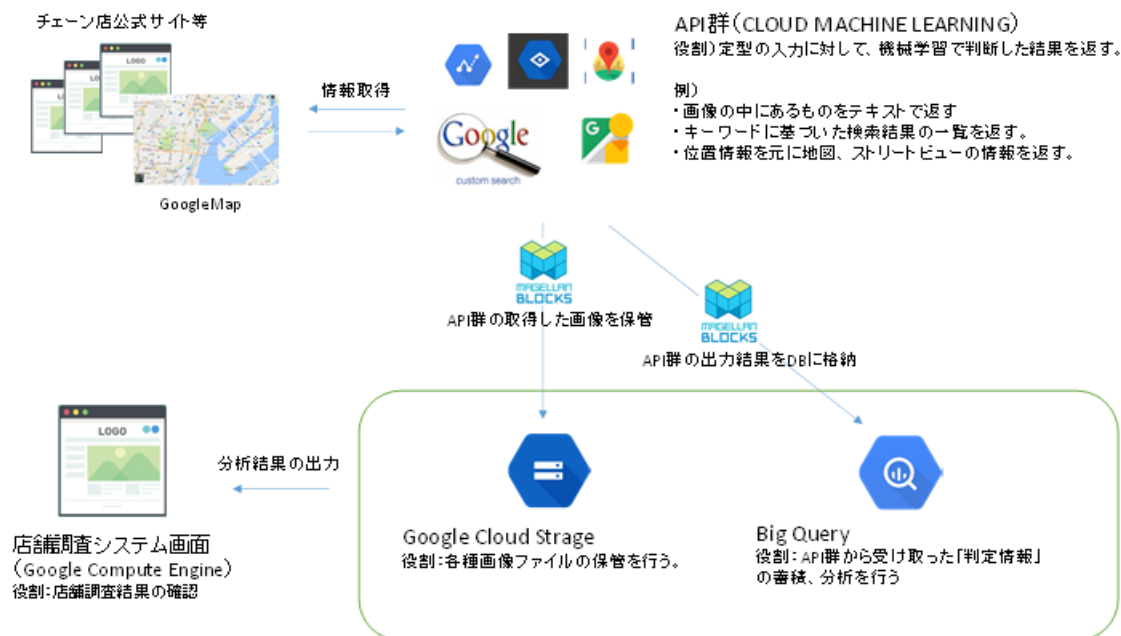 チェーン店公式サイト等
LOGO
GoogleMap
情報取得
Google
custom search
G
API群(CLOUD MACHINE LEARNING)
役割)定型の入力に対して、機械学習で判断した結果を返す。
例)
・画像の中にあるものをテキストで返す
・キーワードに基づいた検索結果の一覧を返す。
・位置情報を元に地図、ストリートビューの情報を返す。
MAGELLAN
BLOCKS
API群の取得した画像を保管
MAGELLAN
BLOCKS
API群の出力結果をDBに格納
LOGO
分析結果の出力
店舗調査システム画面
(Google Compute Engine)
役割:店舗調査結果の確認
Google Cloud Strage
役割:各種画像ファイルの保管を行う。
Big Query
役割:API群から受け取った「判定情報」
の蓄積、分析を行う